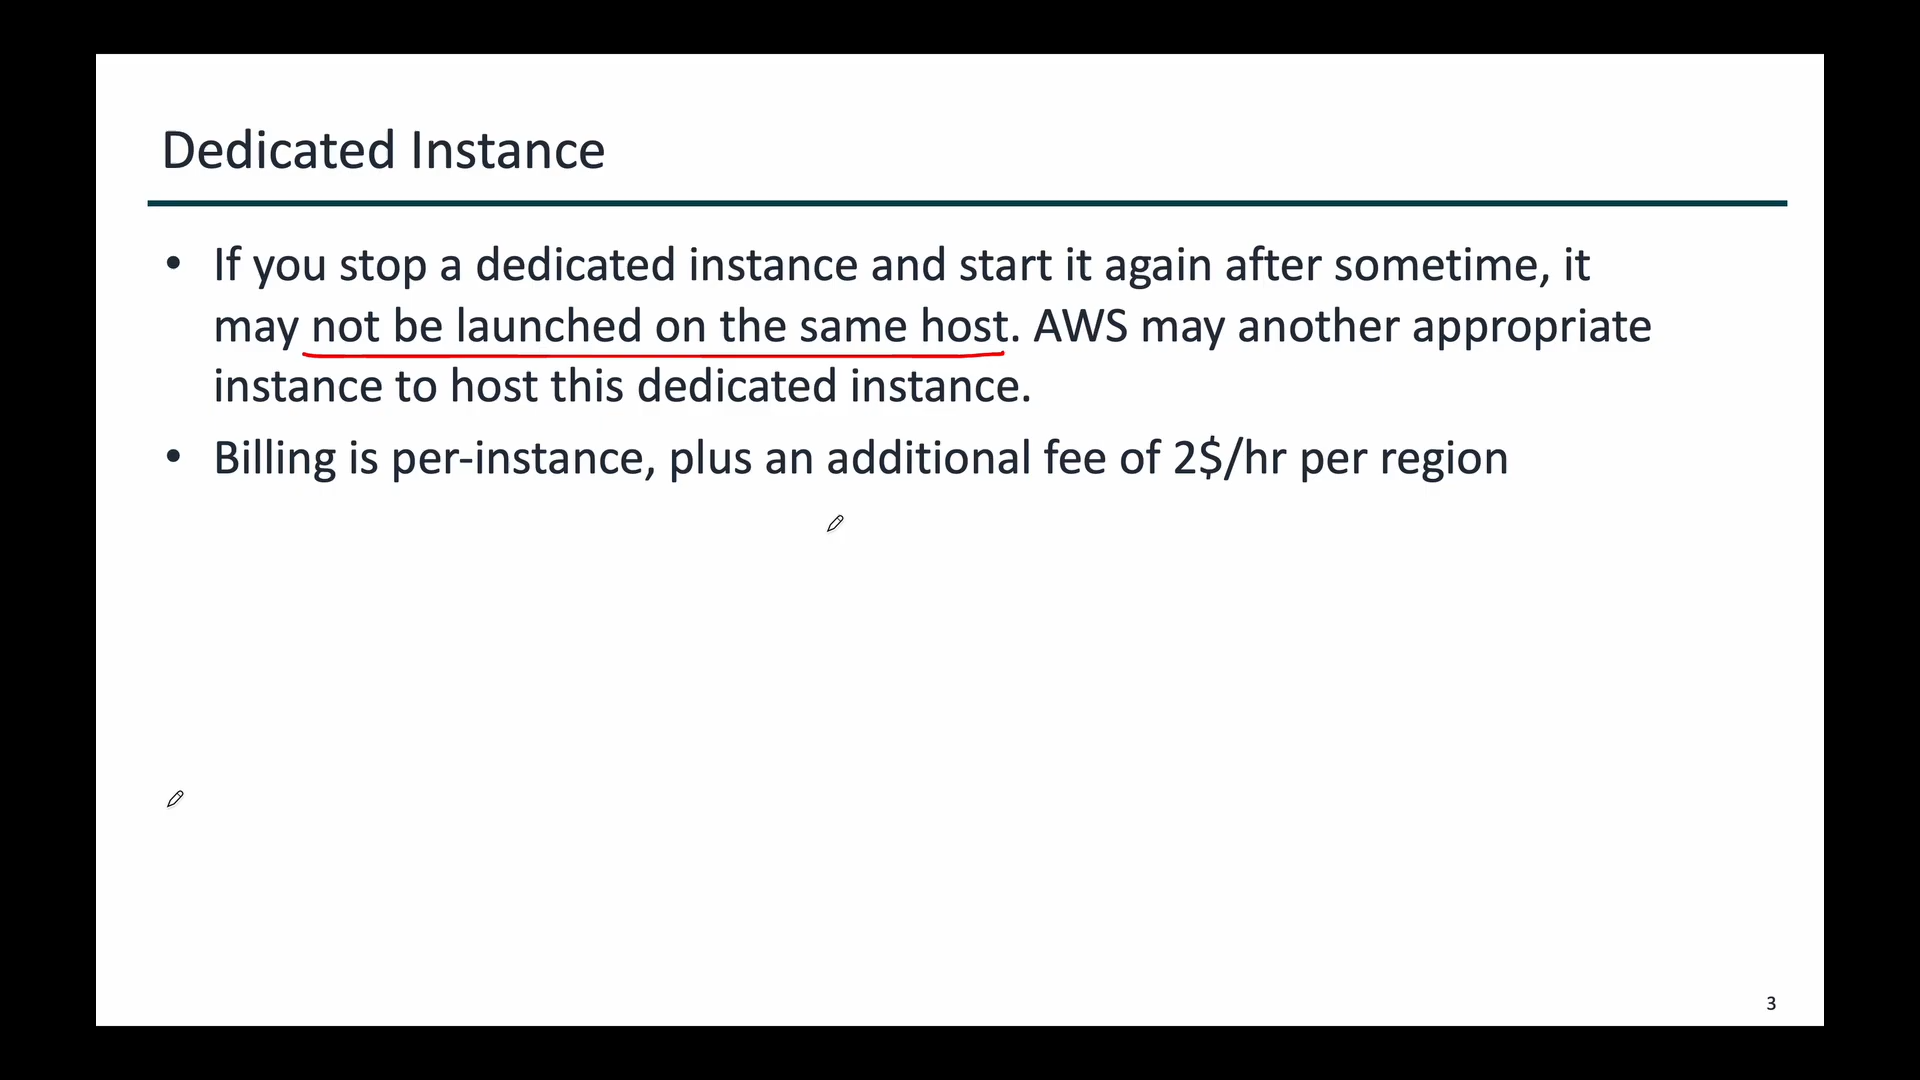 Dedicated Instance
• If you stop a dedicated instance and start it again after sometime, it
may not be launched on the same host. AWS may another appropriate
instance to host this dedicated instance.
• Billing is per-instance, plus an additional fee of 2$/hr per region
3